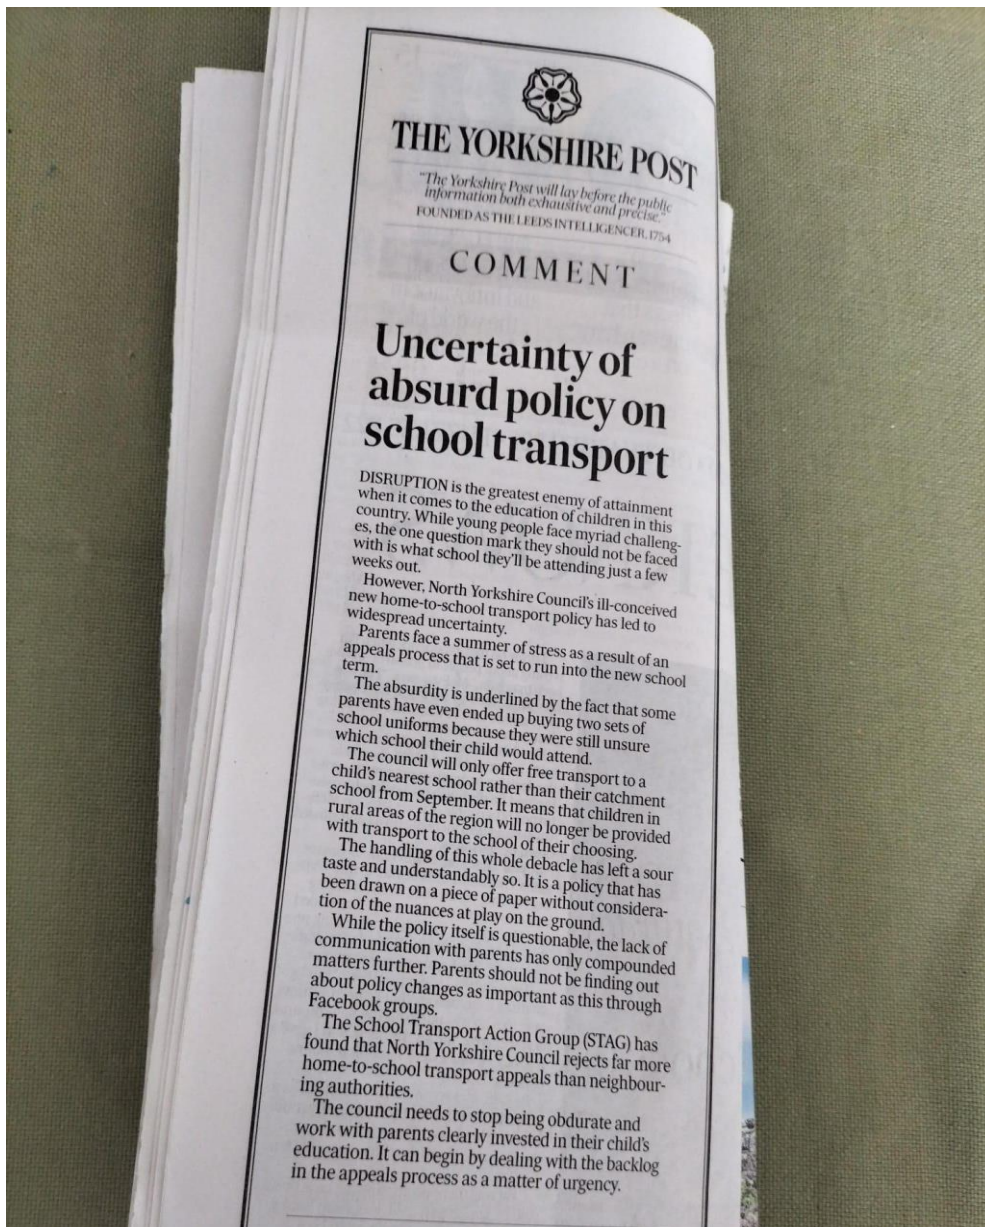 THE YORKSHIRE POST
"The Yorkshire Post will lay before the public
information both exhaustive and precise."
FOUNDED AS THE LEEDS INTELLIGENCER, 1754
COMMENT
Uncertainty of
absurd policy on
school transport
DISRUPTION is the greatest enemy of attainment
when it comes to the education of children in this
country. While young people face myriad challeng-
es, the one question mark they should not be faced
with is what school they'll be attending just a few
weeks out.
However, North Yorkshire Council's ill-conceived
new home-to-school transport policy has led to
widespread uncertainty.
Parents face a summer of stress as a result of an
appeals process that is set to run into the new school
term.
The absurdity is underlined by the fact that some
parents have even ended up buying two sets of
school uniforms because they were still unsure
which school their child would attend.
The council will only offer free transport to a
child's nearest school rather than their catchment
school from September. It means that children in
rural areas of the region will no longer be provided
with transport to the school of their choosing.
The handling of this whole debacle has left a sour
taste and understandably so. It is a policy that has
been drawn on a piece of paper without considera-
tion of the nuances at play on the ground.
While the policy itself is questionable, the lack of
communication with parents has only compounded
matters further. Parents should not be finding out
about policy changes as important as this through
Facebook groups.
The School Transport Action Group (STAG) has
found that North Yorkshire Council rejects far more
home-to-school transport appeals than neighbour-
ing authorities.
The council needs to stop being obdurate and
work with parents clearly invested in their child's
education. It can begin by dealing with the backlog
in the appeals process as a matter of urgency.